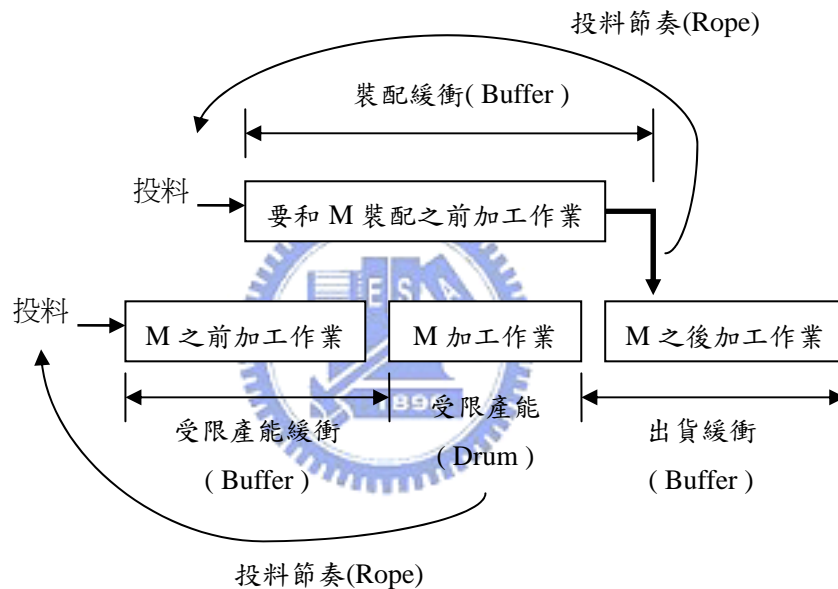 投料節奏(Rope)
裝配緩衝( Buffer )
投料
要和 M 裝配之前加工作業
投料
M 之前加工作業
M 加工作業
M 之後加工作業
E S A
1896
受限產能緩衝
( Buffer )
受限產能
( Drum )
出貨緩衝
( Buffer )
投料節奏(Rope)